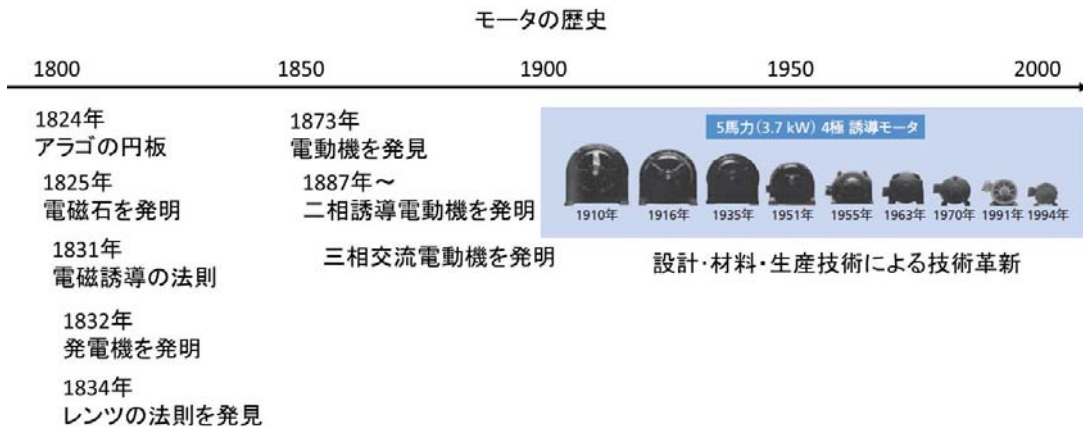 モータの歴史
1800 1850 1900 1950 2000
1824年
アラゴの円板
1825年
電磁石を発明
1831年
電磁誘導の法則
1832年
発電機を発明
1834年
レンツの法則を発見
1873年
電動機を発見
1887年～
二相誘導電動機を発明
三相交流電動機を発明
5馬力(3.7 kW) 4極 誘導モータ
1910年 1916年 1935年 1951年 1955年 1963年 1970年 1991年 1994年
設計・材料・生産技術による技術革新